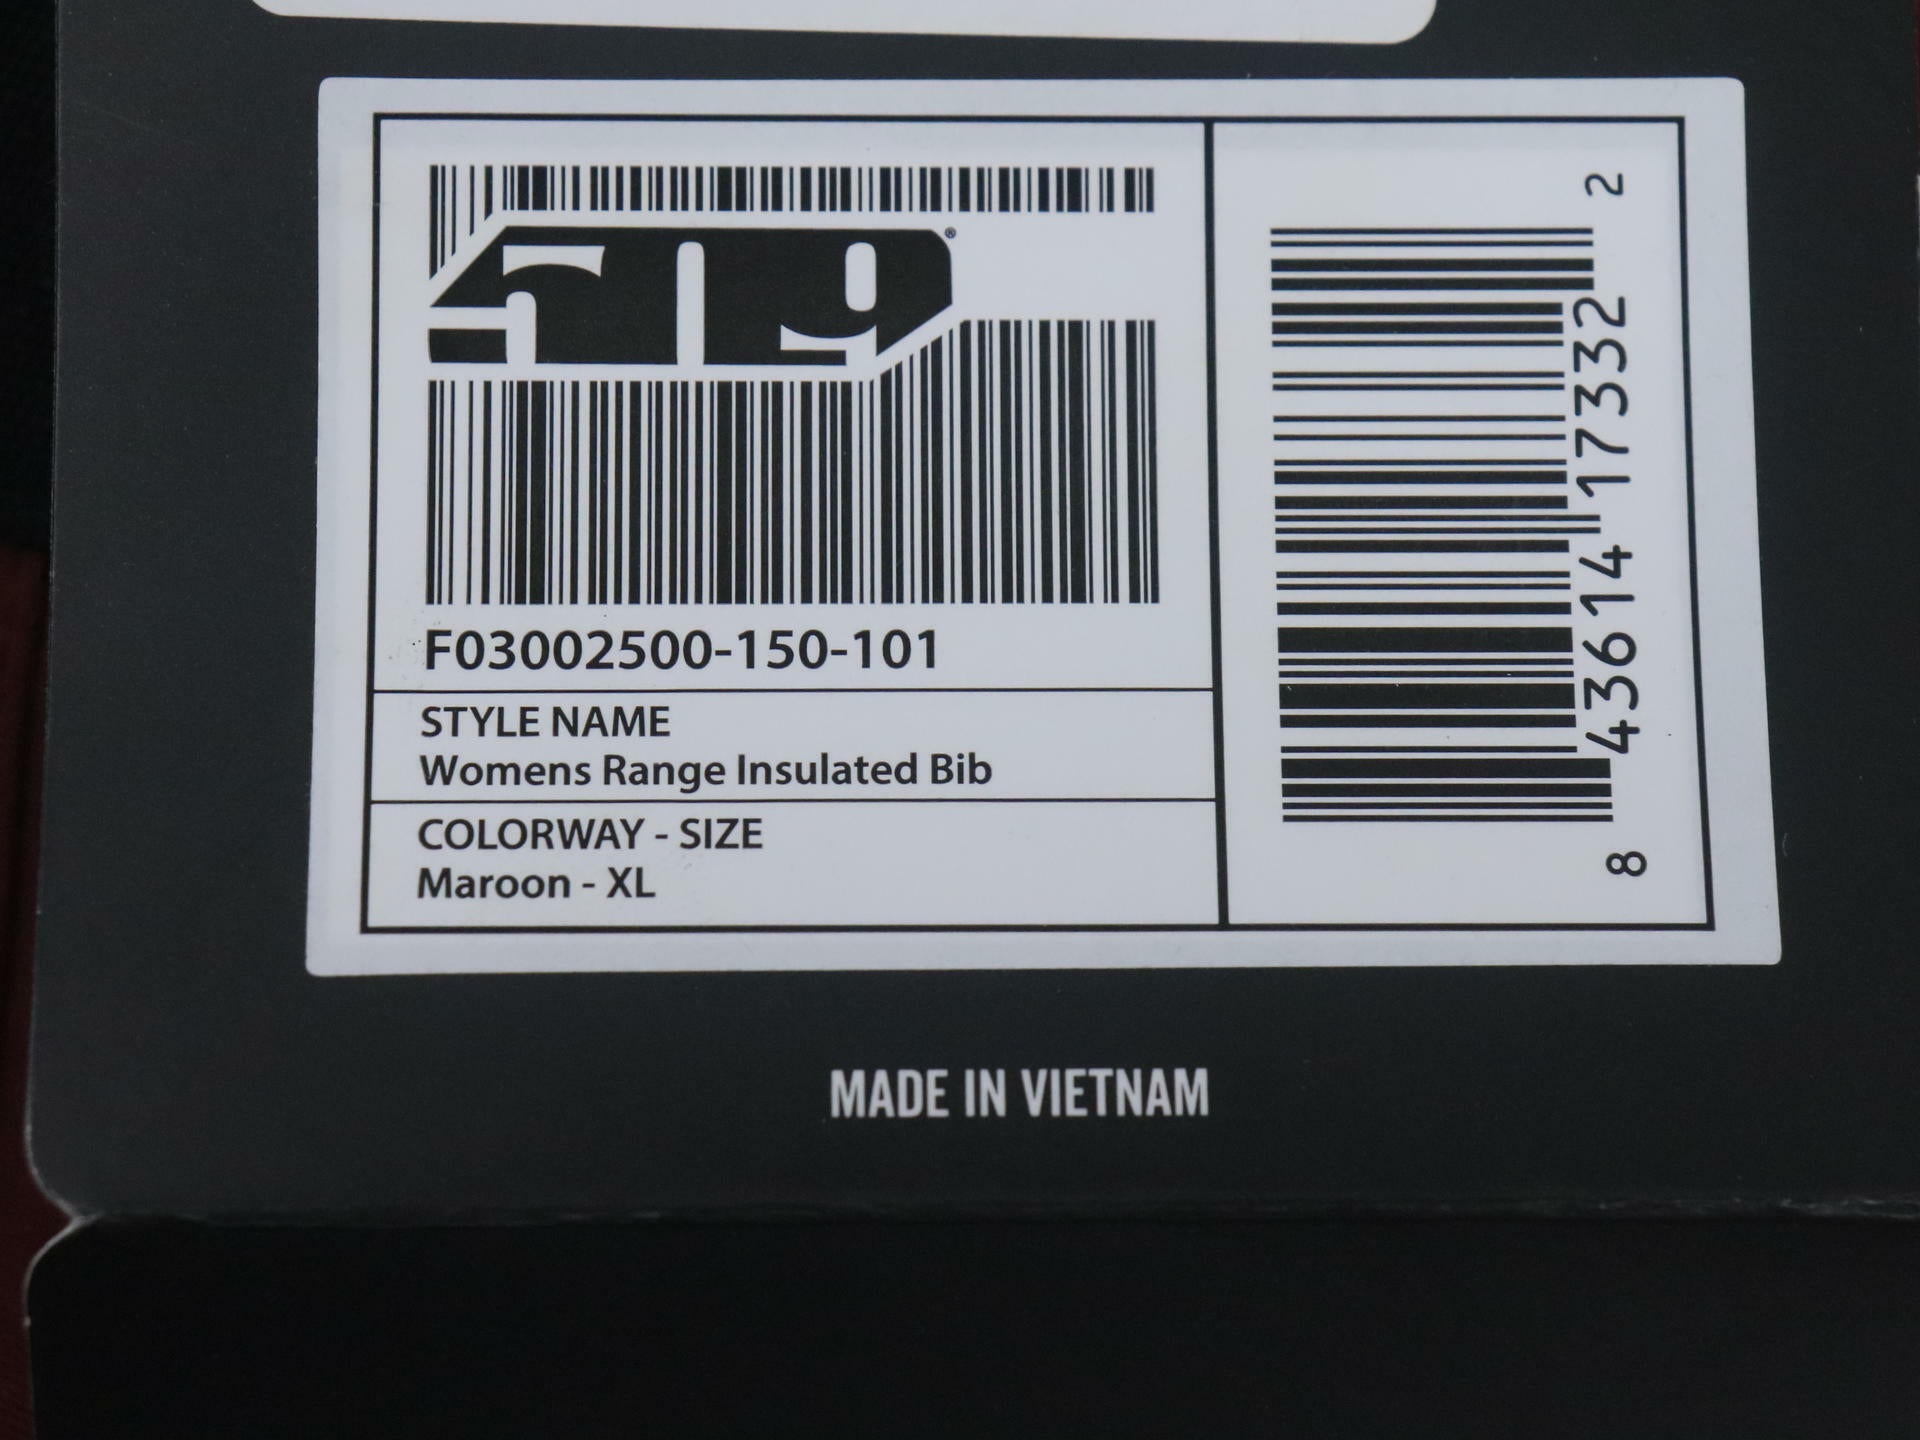 509®
F03002500-150-101
STYLE NAME
Womens Range Insulated Bib
COLORWAY - SIZE
Maroon - XL
8 43614 17332 2
MADE IN VIETNAM